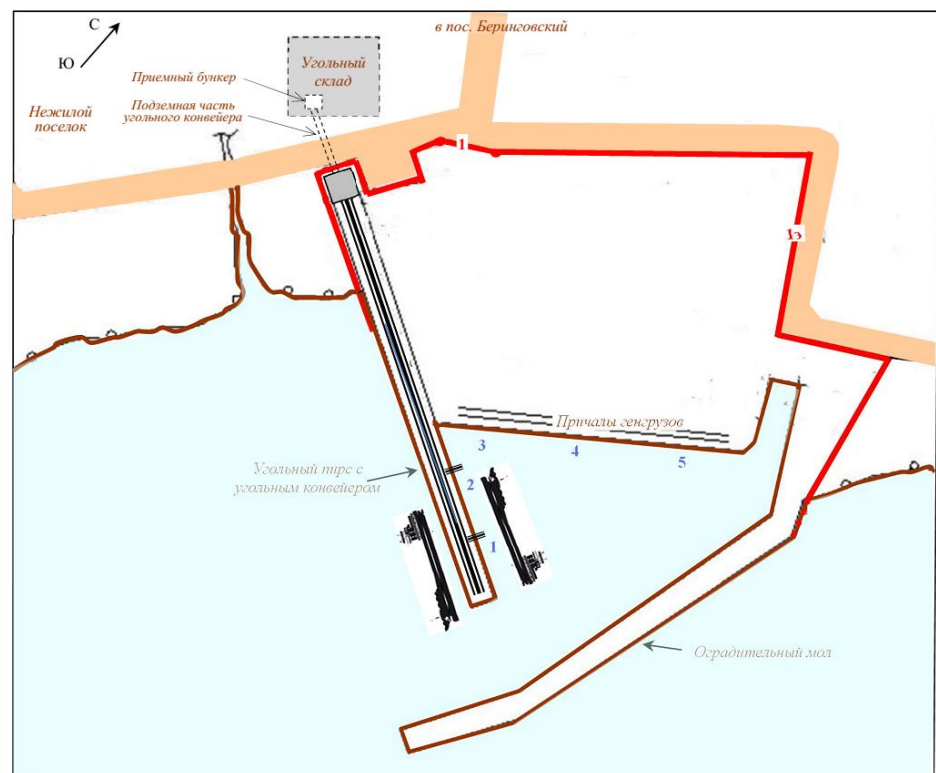 С
в пос. Беринговский
Ю
Угольный
склад
Приемный бункер
Нежилой
поселок
Подземная часть
угольного конвейера
1
13
Причалы генгрузов
3
4
5
Угольный пирс с
угольным конвейером
2
1
Оградительный мол